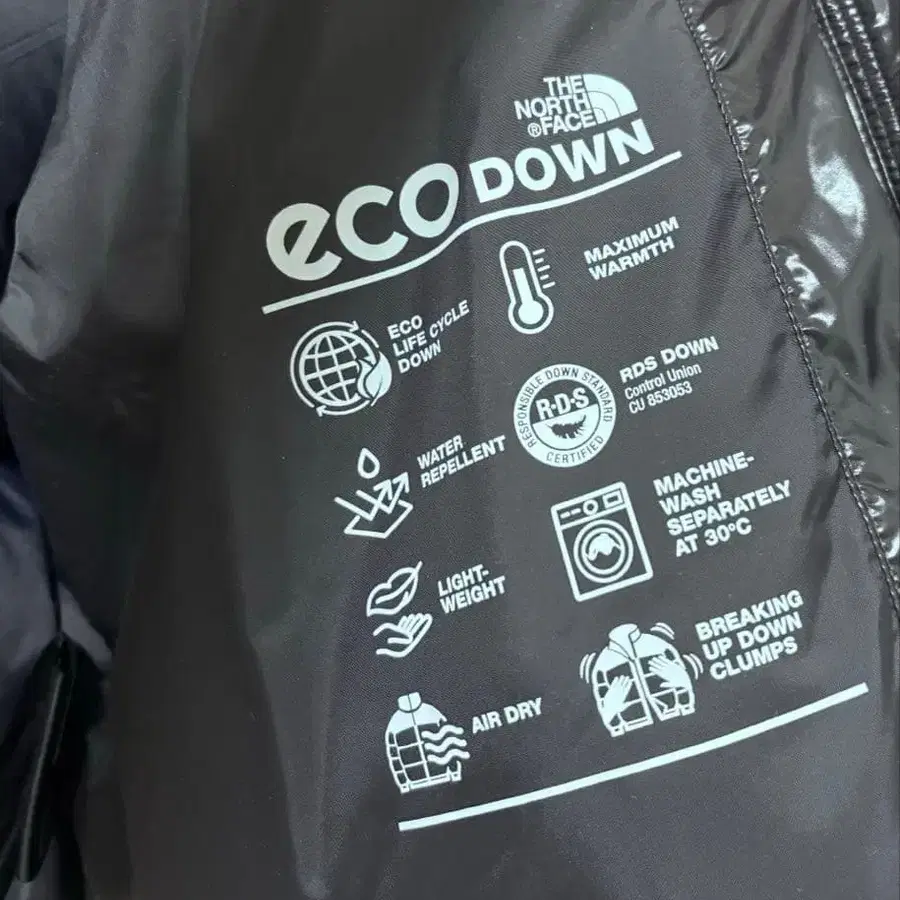 THE
NORTH
®FACE
eco DOWN
MAXIMUM
WARMTH
ECO
LIFE CYCLE
DOWN
RESPONSIBLE DOWN STANDARD
R·D·S
CERTIFIED
RDS DOWN
Control Union
CU 853053
WATER
REPELLENT
MACHINE-
WASH
SEPARATELY
AT 30°C
LIGHT-
WEIGHT
BREAKING
UP DOWN
CLUMPS
AIR DRY